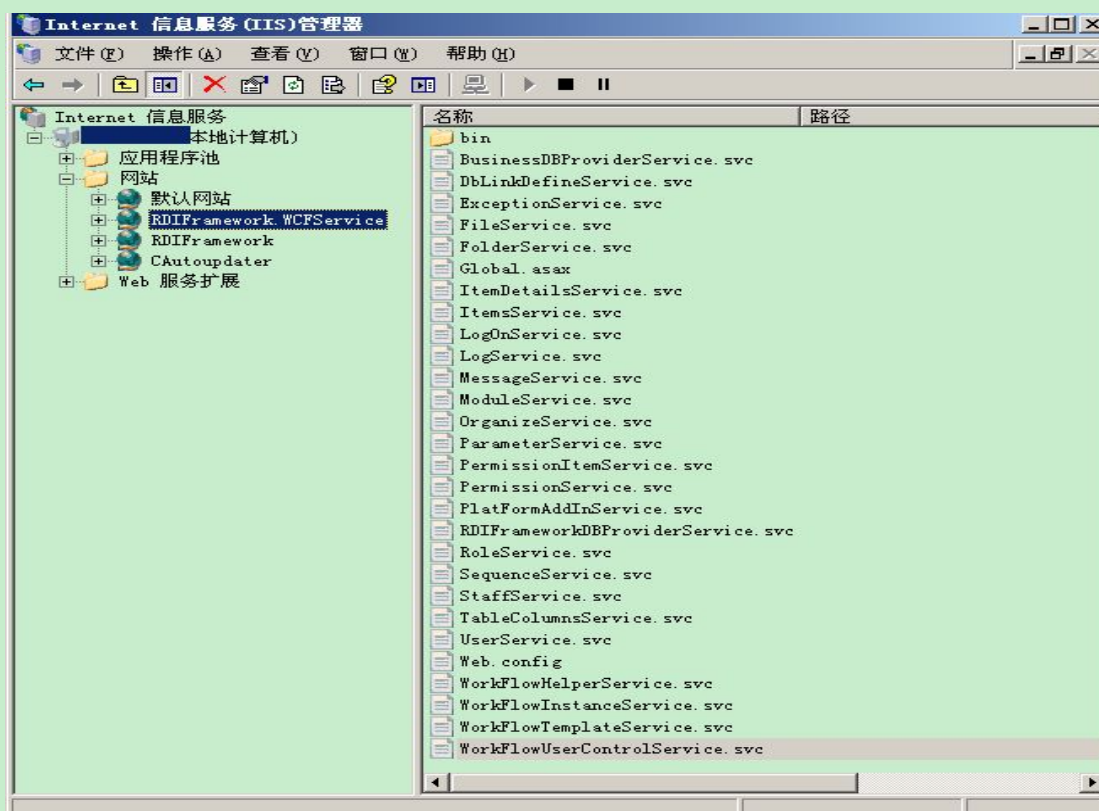 Internet 信息服务(IIS)管理器
文件(F) 操作(A) 查看(V) 窗口(W) 帮助(H)
Internet 信息服务
本地计算机)
应用程序池
网站
默认网站
RDIFramework.WCFService
RDIFramework
CAutoupdater
Web 服务扩展
名称 路径
bin
BusinessDBProviderService.svc
DbLinkDefineService.svc
ExceptionService.svc
FileService.svc
FolderService.svc
Global.asax
ItemDetailsService.svc
ItemsService.svc
LogOnService.svc
LogService.svc
MessageService.svc
ModuleService.svc
OrganizeService.svc
ParameterService.svc
PermissionItemService.svc
PermissionService.svc
PlatFormAddInService.svc
RDIFrameworkDBProviderService.svc
RoleService.svc
SequenceService.svc
StaffService.svc
TableColumnsService.svc
UserService.svc
Web.config
WorkFlowHelperService.svc
WorkFlowInstanceService.svc
WorkFlowTemplateService.svc
WorkFlowUserControlService.svc